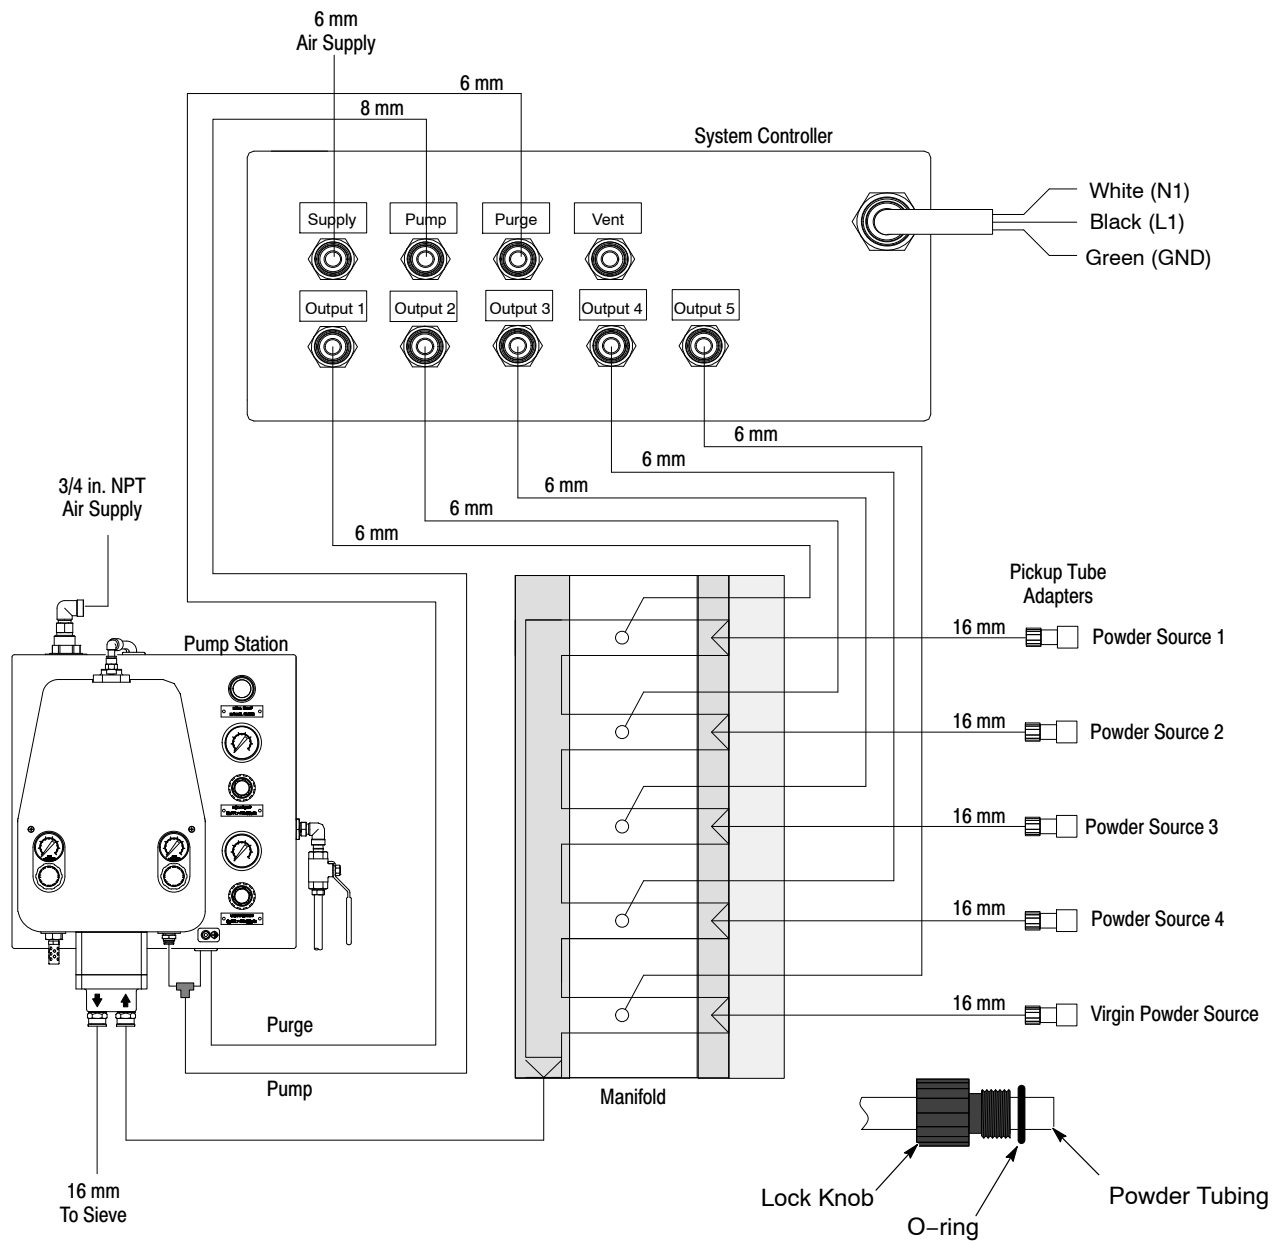 6 mm
Air Supply
6 mm
8 mm
System Controller
White (N1)
Black (L1)
Green (GND)
Supply
Pump
Purge
Vent
Output 1
Output 2
Output 3
Output 4
Output 5
6 mm
6 mm
6 mm
6 mm
6 mm
3/4 in. NPT
Air Supply
Pump Station
Pickup Tube
Adapters
16 mm
Powder Source 1
16 mm
Powder Source 2
16 mm
Powder Source 3
16 mm
Powder Source 4
16 mm
Virgin Powder Source
Purge
Pump
Manifold
16 mm
To Sieve
Lock Knob
O–ring
Powder Tubing